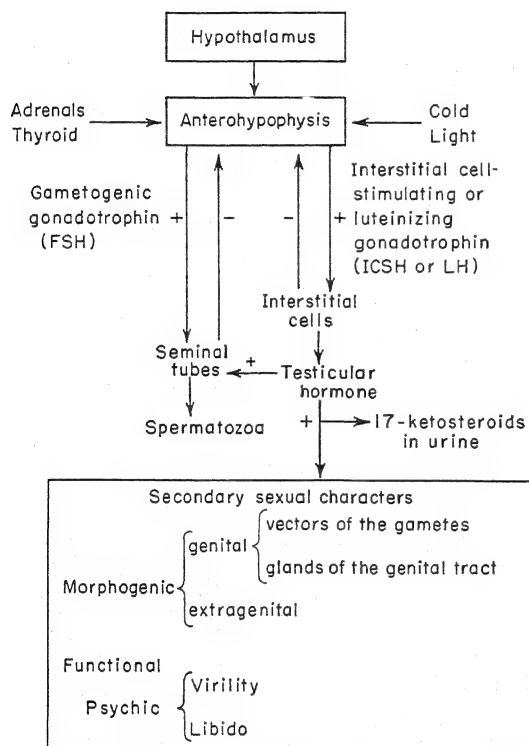 Hypothalamus
Adrenals
Thyroid
Anterohypophysis
Cold
Light
Gametogenic
gonadotrophin
(FSH)
+
–
–
+
Interstitial cell-
stimulating or
luteinizing
gonadotrophin
(ICSH or LH)
Interstitial
cells
Seminal
tubes
+
Testicular
hormone
Spermatozoa
+
17-ketosteroids
in urine
Secondary sexual characters
Morphogenic
genital
vectors of the gametes
glands of the genital tract
extragenital
Functional
Psychic
Virility
Libido